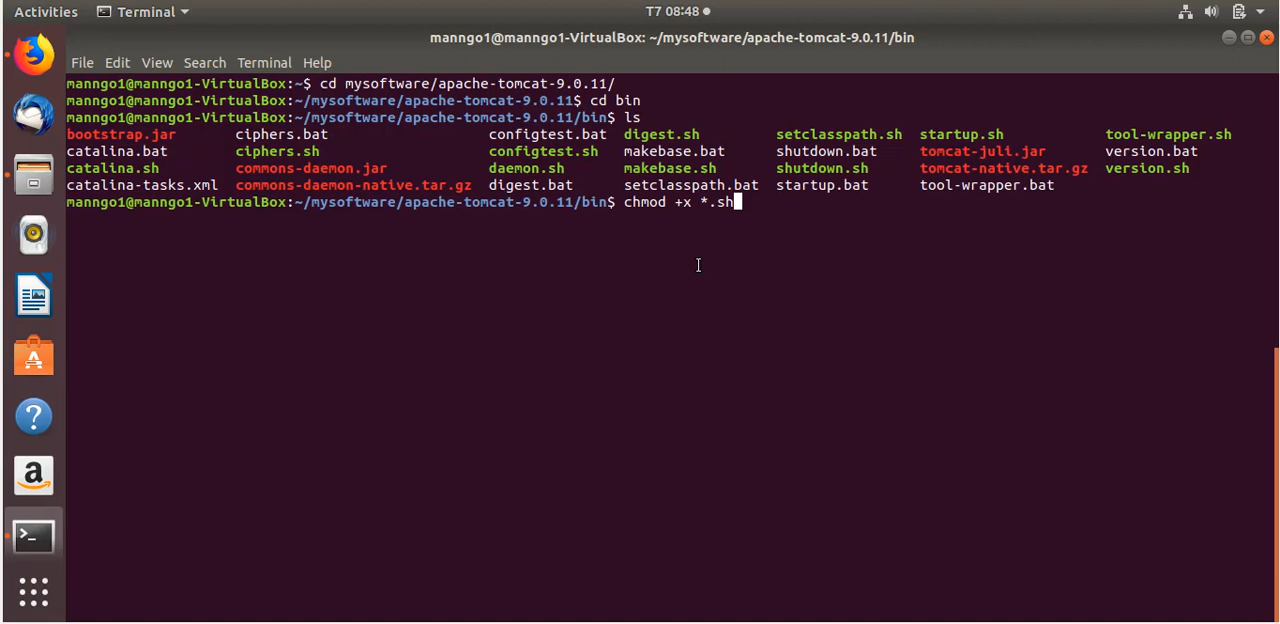 Activities Terminal T7 08:48
manngo1@manngo1-VirtualBox: ~/mysoftware/apache-tomcat-9.0.11/bin
File Edit View Search Terminal Help
manngo1@manngo1-VirtualBox:~$ cd mysoftware/apache-tomcat-9.0.11/
manngo1@manngo1-VirtualBox:~/mysoftware/apache-tomcat-9.0.11$ cd bin
manngo1@manngo1-VirtualBox:~/mysoftware/apache-tomcat-9.0.11/bin$ ls
bootstrap.jar ciphers.bat configtest.bat digest.sh setclasspath.sh startup.sh tool-wrapper.sh
catalina.bat ciphers.sh configtest.sh makebase.bat shutdown.bat tomcat-juli.jar version.bat
catalina.sh commons-daemon.jar daemon.sh makebase.sh shutdown.sh tomcat-native.tar.gz version.sh
catalina-tasks.xml commons-daemon-native.tar.gz digest.bat setclasspath.bat startup.bat tool-wrapper.bat
manngo1@manngo1-VirtualBox:~/mysoftware/apache-tomcat-9.0.11/bin$ chmod +x *.sh